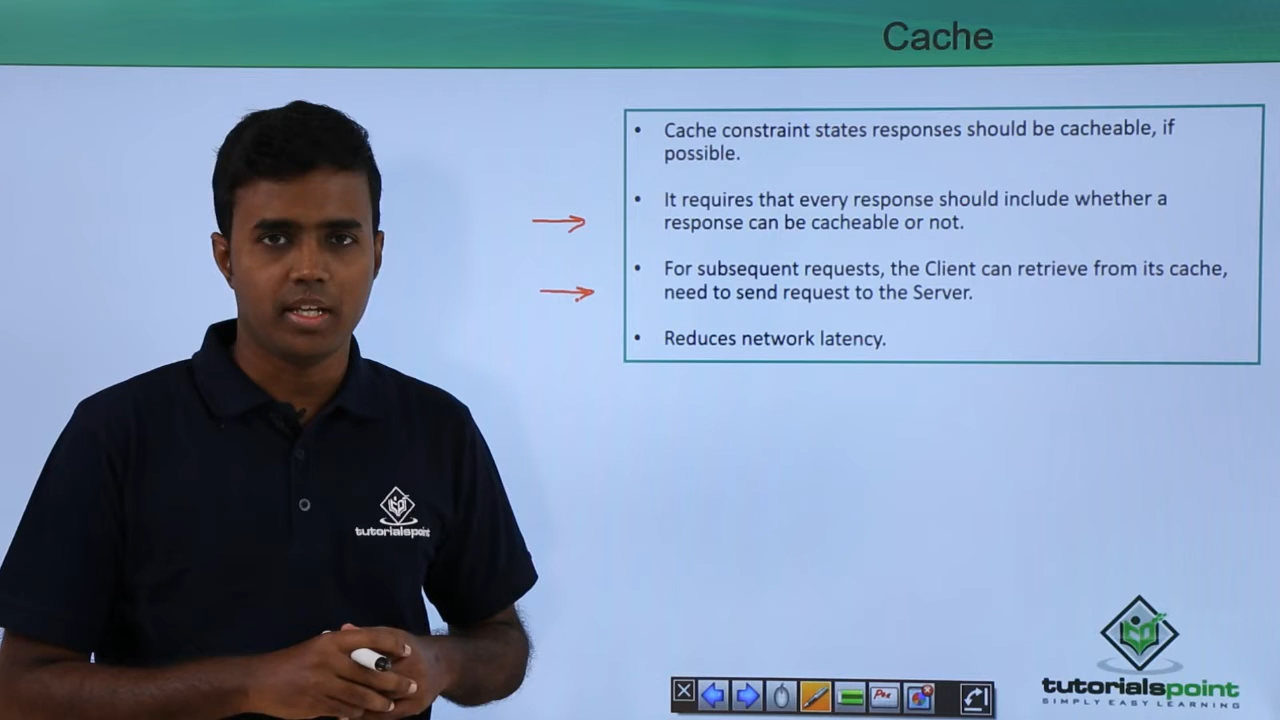 Cache
• Cache constraint states responses should be cacheable, if
possible.
• It requires that every response should include whether a
response can be cacheable or not.
• For subsequent requests, the Client can retrieve from its cache,
need to send request to the Server.
• Reduces network latency.
tutorialspoint
Pen
tutorialspoint
SIMPLY EASY LEARNING